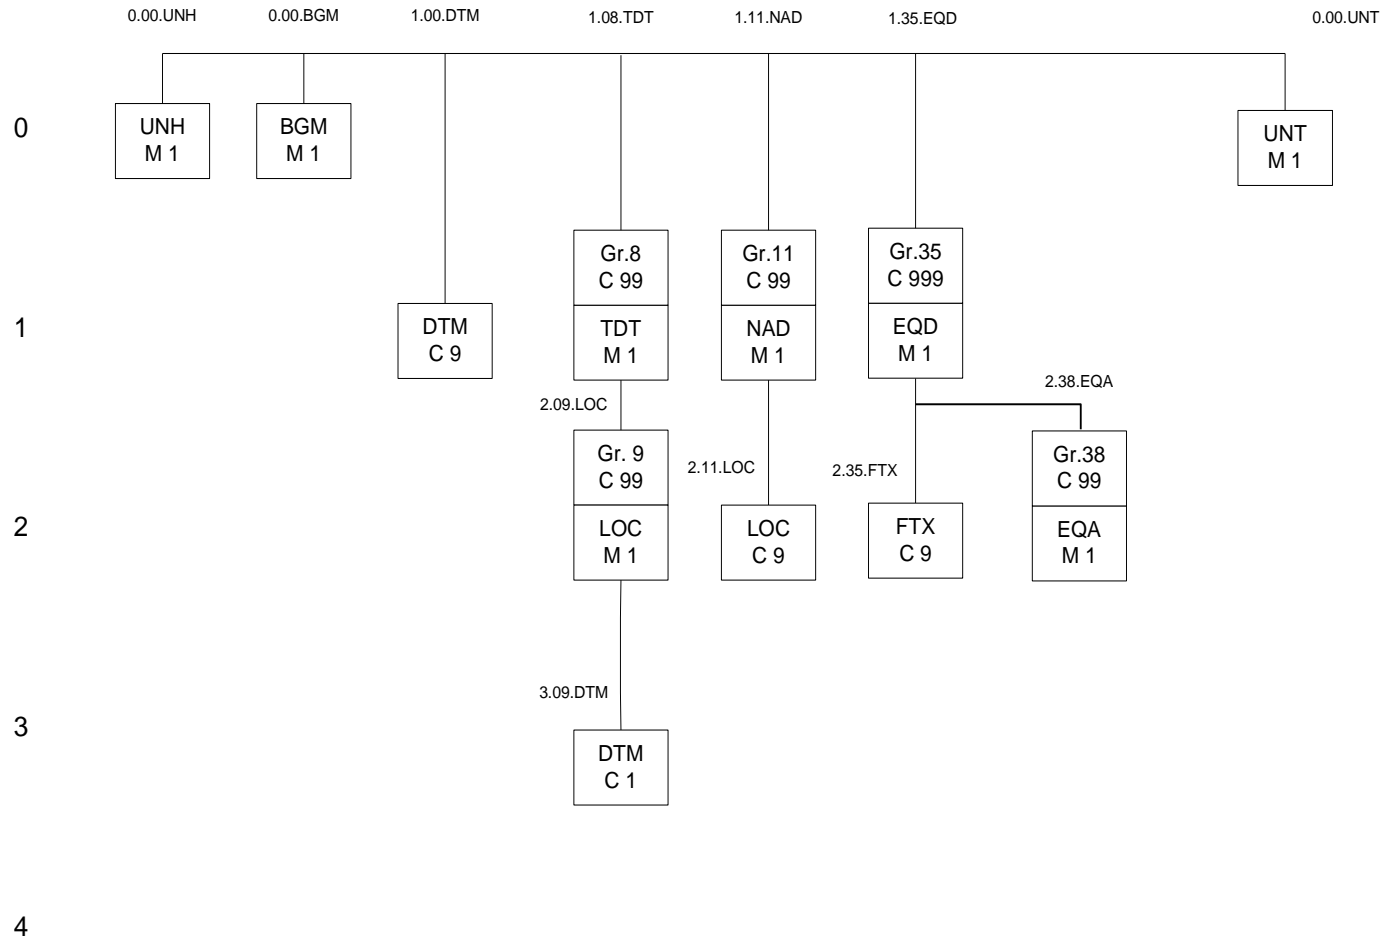 0.00.UNH
0.00.BGM
1.00.DTM
1.08.TDT
1.11.NAD
1.35.EQD
0.00.UNT
0
UNH
M 1
BGM
M 1
UNT
M 1
Gr.8
C 99
Gr.11
C 99
Gr.35
C 999
1
DTM
C 9
TDT
M 1
NAD
M 1
EQD
M 1
2.38.EQA
2.09.LOC
Gr. 9
C 99
2.11.LOC
2.35.FTX
Gr.38
C 99
2
LOC
M 1
LOC
C 9
FTX
C 9
EQA
M 1
3.09.DTM
3
DTM
C 1
4